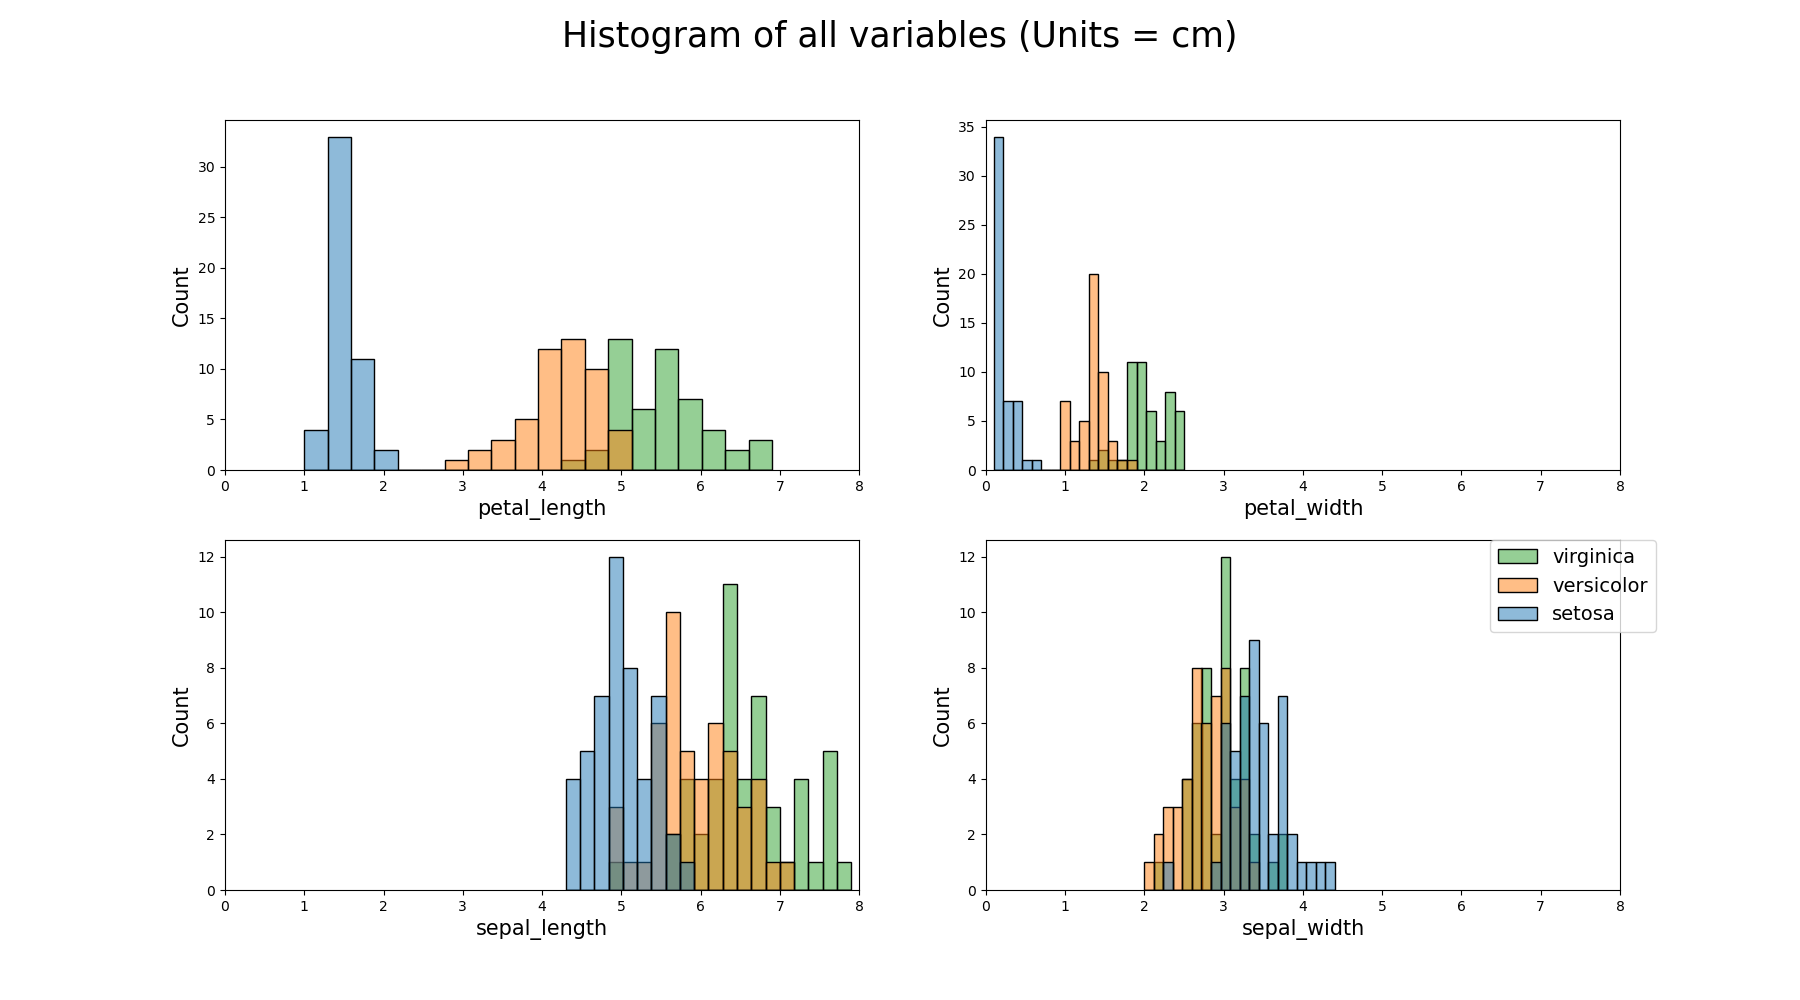 Histogram of all variables (Units = cm)
30
25
20
15
10
5
0
Count
0 1 2 3 4 5 6 7 8
petal_length
35
30
25
20
15
10
5
0
Count
0 1 2 3 4 5 6 7 8
petal_width
12
10
8
6
4
2
0
Count
0 1 2 3 4 5 6 7 8
sepal_length
12
10
8
6
4
2
0
Count
0 1 2 3 4 5 6 7 8
sepal_width
virginica
versicolor
setosa